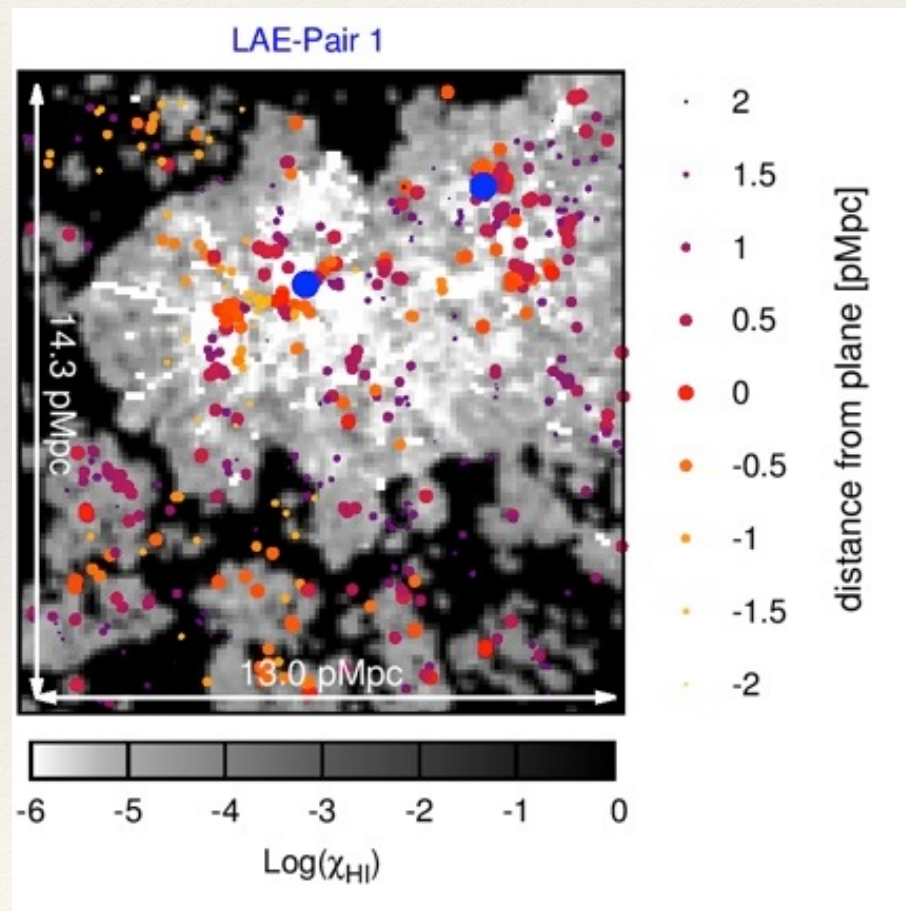 LAE-Pair 1
14.3 pMpc
13.0 pMpc
2
1.5
1
0.5
0
-0.5
-1
-1.5
-2
distance from plane [pMpc]
-6 -5 -4 -3 -2 -1 0
Log(χHI)